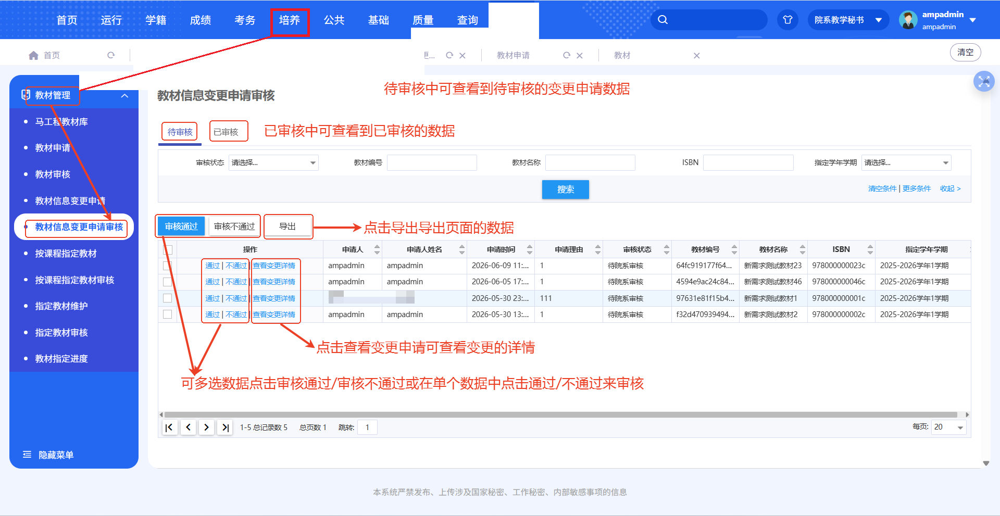 首页 运行 学籍 成绩 考务 培养 公共 基础 质量 查询 院系教学秘书 ampadmin
ampadmin
首页 更... 教材申请 教材 清空
教材管理
马工程教材库
教材申请
教材审核
教材信息变更申请
教材信息变更申请审核
按课程指定教材
按课程指定教材审核
指定教材维护
指定教材审核
教材指定进度
隐藏菜单
待审核中可查看到待审核的变更申请数据
教材信息变更申请审核
待审核 已审核 已审核中可查看到已审核的数据
审核状态 请选择... 教材编号 教材名称 ISBN 指定学年学期 请选择...
搜索 清空条件 | 更多条件 收起 >
审核通过 审核不通过 导出 点击导出导出页面的数据
操作 申请人 申请人姓名 申请时间 申请理由 审核状态 教材编号 教材名称 ISBN 指定学年学期
通过 | 不通过 | 查看变更详情 ampadmin ampadmin 2026-06-09 11:... 1 待院系审核 64fc919177f64... 新需求测试教材23 978000000023c 2025-2026学年1学期
通过 | 不通过 | 查看变更详情 ampadmin ampadmin 2026-06-05 17:... 1 待院系审核 4594e9ac24c84... 新需求测试教材46 978000000046c 2025-2026学年1学期
通过 | 不通过 | 查看变更详情 2026-05-30 23:... 111 待院系审核 97631e81f15b4... 新需求测试教材1 978000000001c 2025-2026学年1学期
通过 | 不通过 | 查看变更详情 ampadmin ampadmin 2026-05-30 13:... 1 待院系审核 f32d470939494... 新需求测试教材2 978000000002c 2025-2026学年1学期
点击查看变更申请可查看变更的详情
可多选数据点击审核通过/审核不通过或在单个数据中点击通过/不通过来审核
1-5 总记录数 5 总页数 1 跳转: 1 每页: 20
本系统严禁发布、上传涉及国家秘密、工作秘密、内部敏感事项的信息